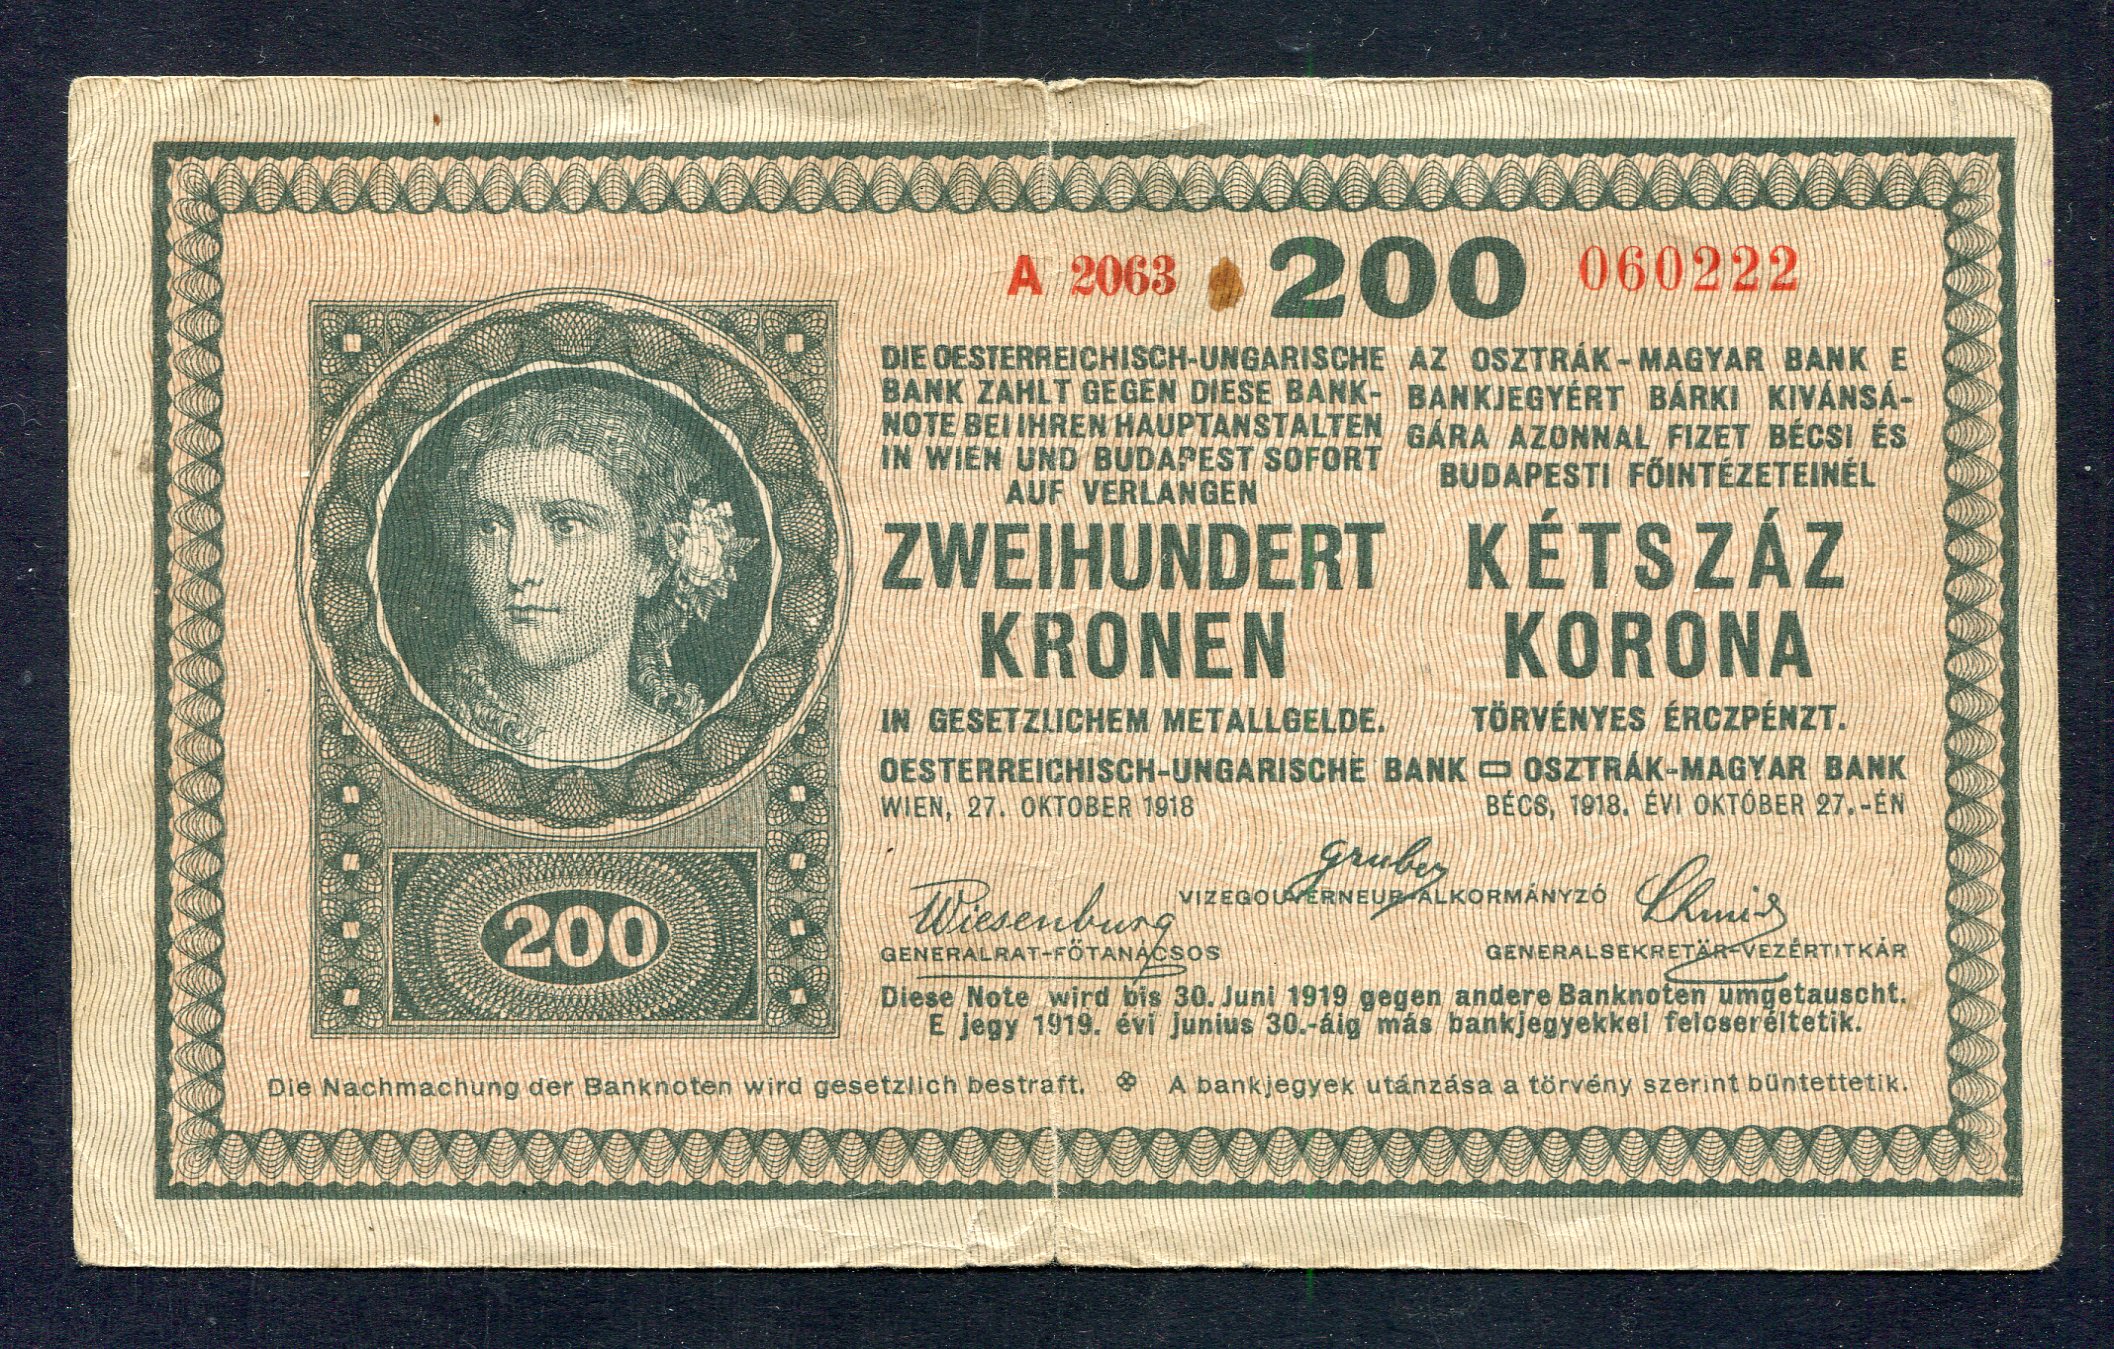 A 2063 200 060222
DIE OESTERREICHISCH-UNGARISCHE
BANK ZAHLT GEGEN DIESE BANK-
NOTE BEI IHREN HAUPTANSTALTEN
IN WIEN UND BUDAPEST SOFORT
AUF VERLANGEN
ZWEIHUNDERT
KRONEN
IN GESETZLICHEM METALLGELDE.
AZ OSZTRÁK-MAGYAR BANK E
BANKJEGYÉRT BÁRKI KIVÁNSÁ-
GÁRA AZONNAL FIZET BÉCSI ÉS
BUDAPESTI FŐINTÉZETEINÉL
KÉTSZÁZ
KORONA
TÖRVÉNYES ÉRCZPÉNZT.
OESTERREICHISCH-UNGARISCHE BANK OSZTRÁK-MAGYAR BANK
WIEN, 27. OKTOBER 1918
BÉCS, 1918. ÉVI OKTÓBER 27.-ÉN
Gruber
VIZEGOUVERNEUR-ALKORMÁNYZÓ
Wiesenburg
GENERALRAT-FŐTANÁCSOS
Schmid
GENERALSEKRETÄR-VEZÉRTITKÁR
200
Diese Note wird bis 30. Juni 1919 gegen andere Banknoten umgetauscht.
E jegy 1919. évi junius 30.-áig más bankjegyekkel felcseréltetik.
Die Nachmachung der Banknoten wird gesetzlich bestraft. A bankjegyek utánzása a törvény szerint büntettetik.